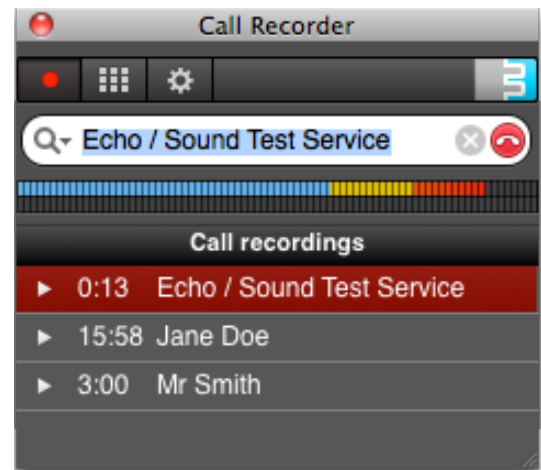 Call Recorder
Echo / Sound Test Service
Call recordings
0:13 Echo / Sound Test Service
15:58 Jane Doe
3:00 Mr Smith